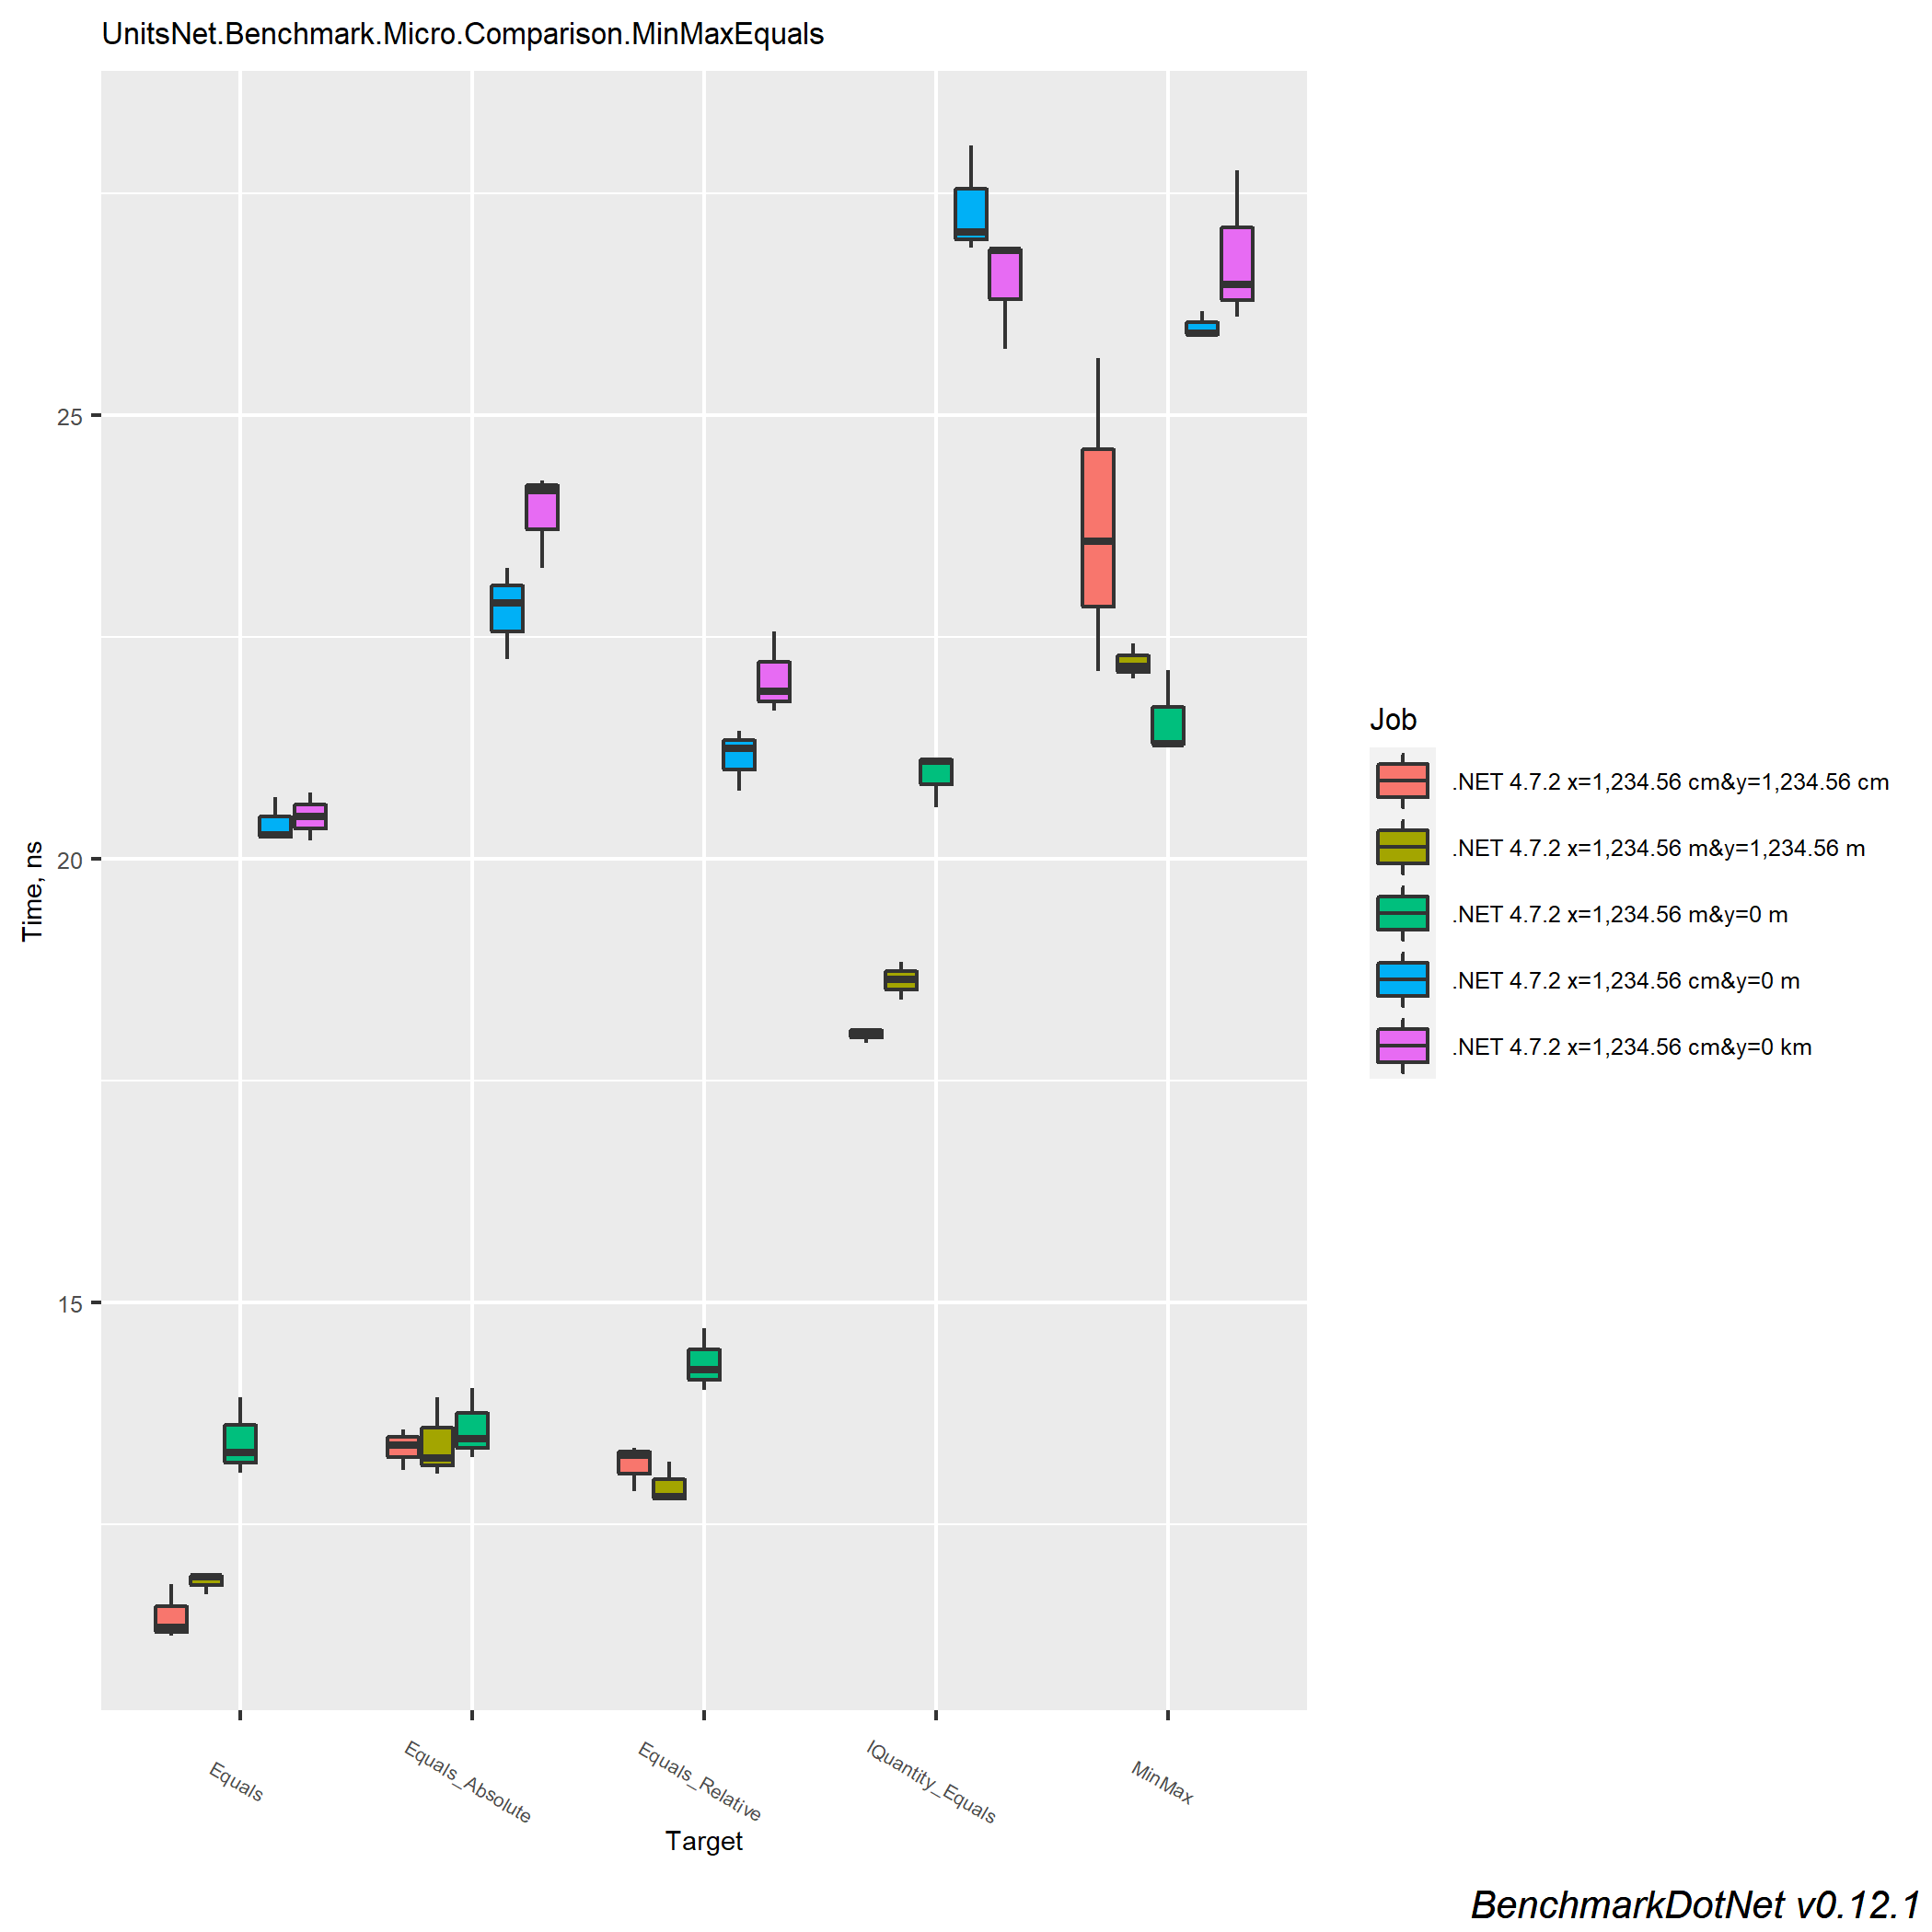 UnitsNet.Benchmark.Micro.Comparison.MinMaxEquals
Time, ns
25
20
15
Equals
Equals_Absolute
Equals_Relative
IQuantity_Equals
MinMax
Target
Job
.NET 4.7.2 x=1,234.56 cm&y=1,234.56 cm
.NET 4.7.2 x=1,234.56 m&y=1,234.56 m
.NET 4.7.2 x=1,234.56 m&y=0 m
.NET 4.7.2 x=1,234.56 cm&y=0 m
.NET 4.7.2 x=1,234.56 cm&y=0 km
BenchmarkDotNet v0.12.1